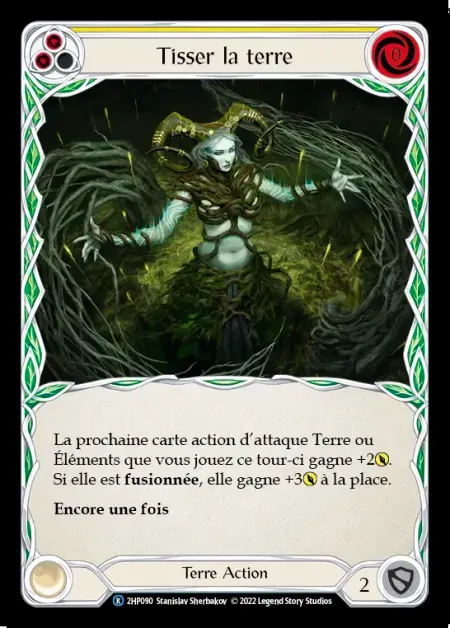 Tisser la terre
0
La prochaine carte action d'attaque Terre ou
Éléments que vous jouez ce tour-ci gagne +2.
Si elle est fusionnée, elle gagne +3 à la place.
Encore une fois
Terre Action
2
R 2HP090 Stanislav Sherbakov © 2022 Legend Story Studios